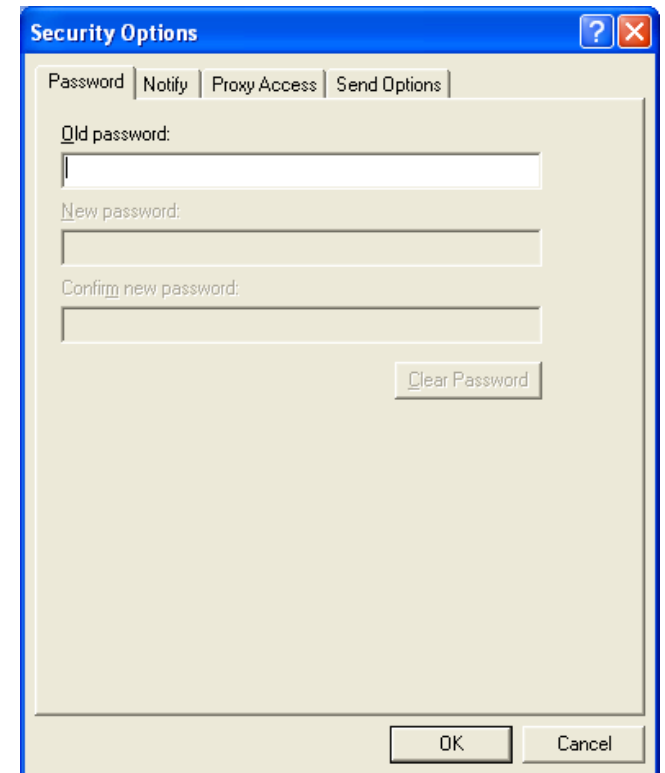 Security Options
Password Notify Proxy Access Send Options
Old password:
New password:
Confirm new password:
Clear Password
OK Cancel